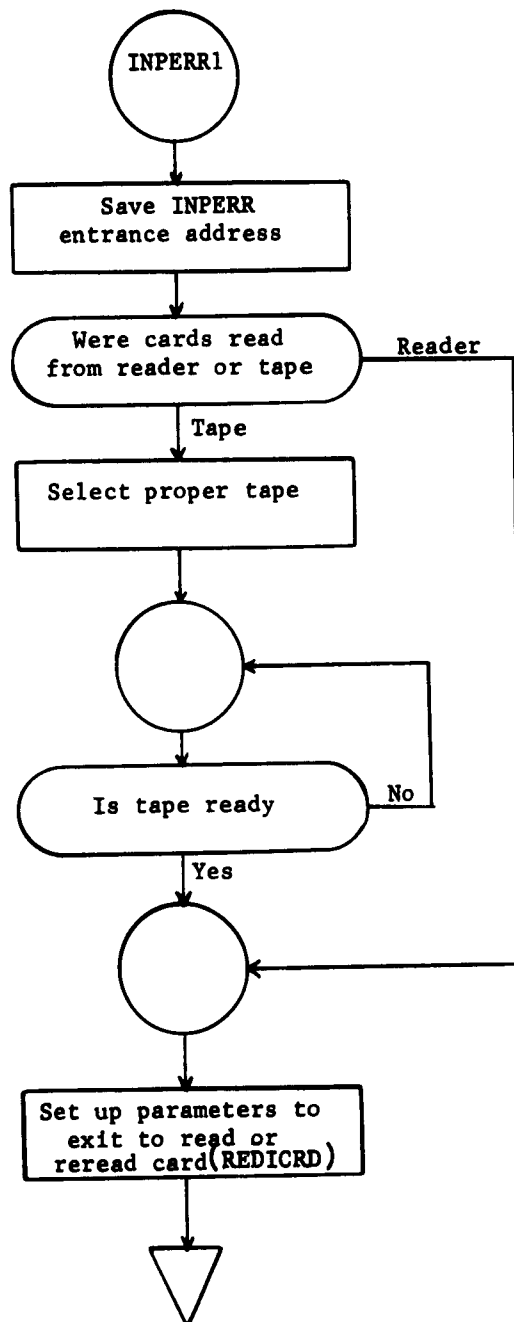 INPERR1
Save INPERR
entrance address
Were cards read
from reader or tape
Reader
Tape
Select proper tape
Is tape ready
No
Yes
Set up parameters to
exit to read or
reread card(REDICRD)